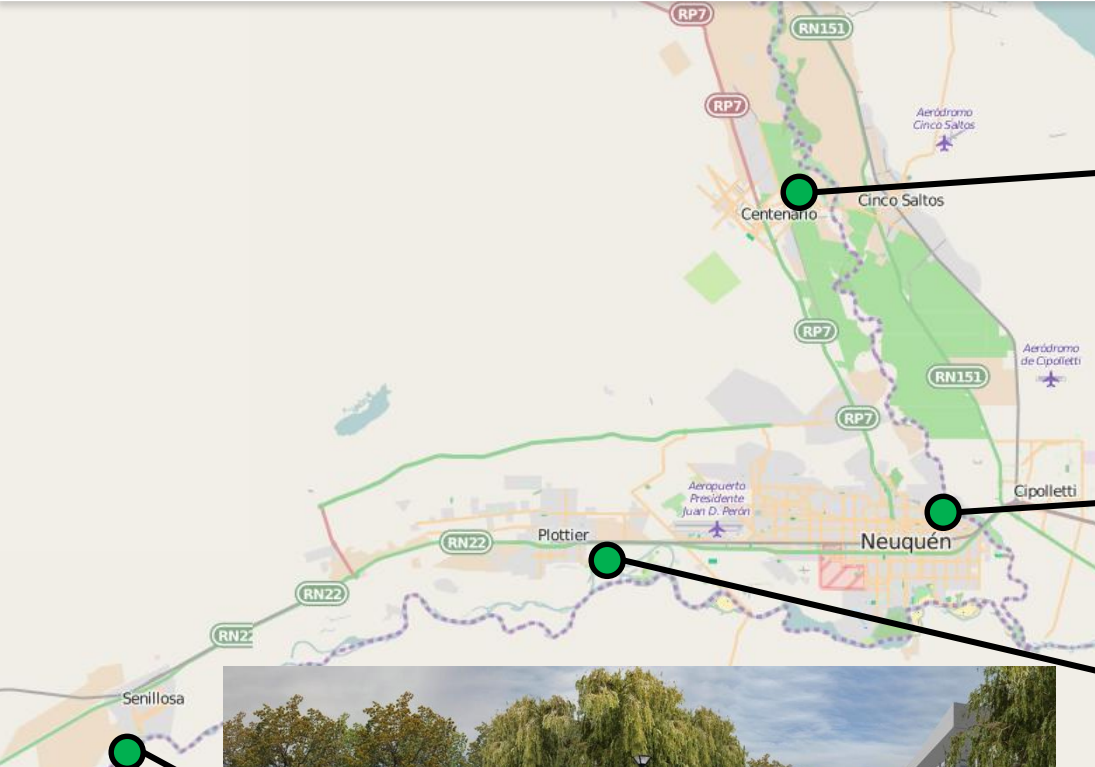 RP7
RN151
RP7
Aeródromo
Cinco Saltos
Cinco Saltos
Centenario
RP7
Aeródromo
de Cipolletti
RN151
RP7
Aeropuerto
Presidente
Juan D. Perón
Cipolletti
Plottier
RN22
Neuquén
RN22
RN22
Senillosa